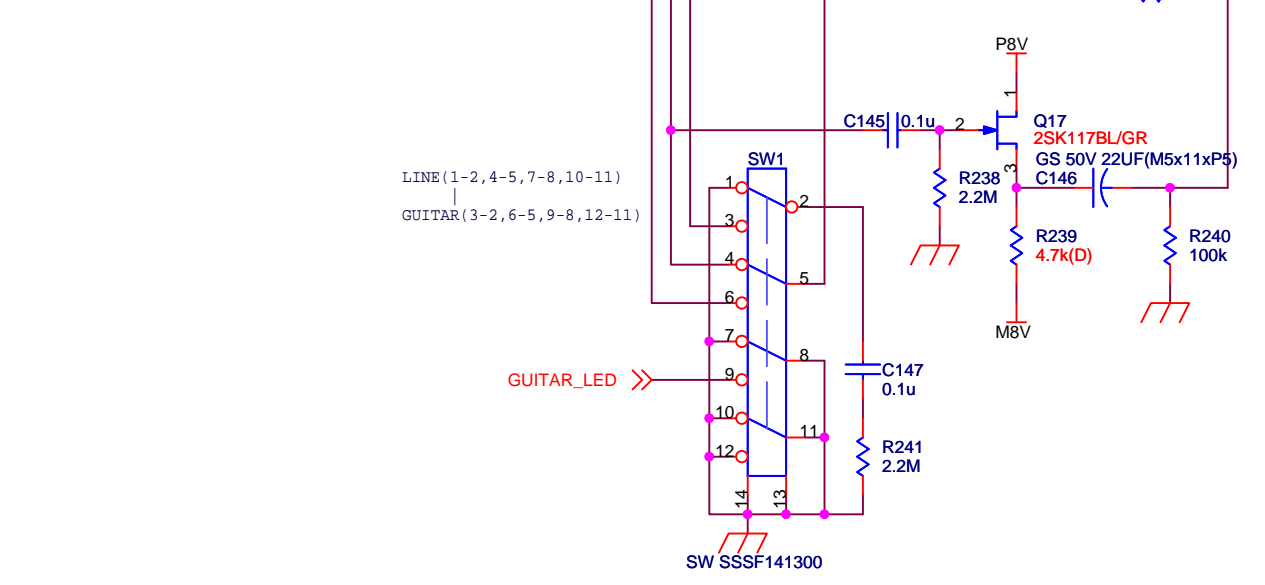 P8V
1
C145
0.1u
2
Q17
2SK117BL/GR
3
GS 50V 22UF(M5x11xP5)
C146
SW1
LINE(1-2,4-5,7-8,10-11)
|
GUITAR(3-2,6-5,9-8,12-11)
1
2
3
4
5
6
7
8
9
10
11
12
14
13
R238
2.2M
R239
4.7k(D)
R240
100k
M8V
GUITAR_LED
C147
0.1u
R241
2.2M
SW SSSF141300